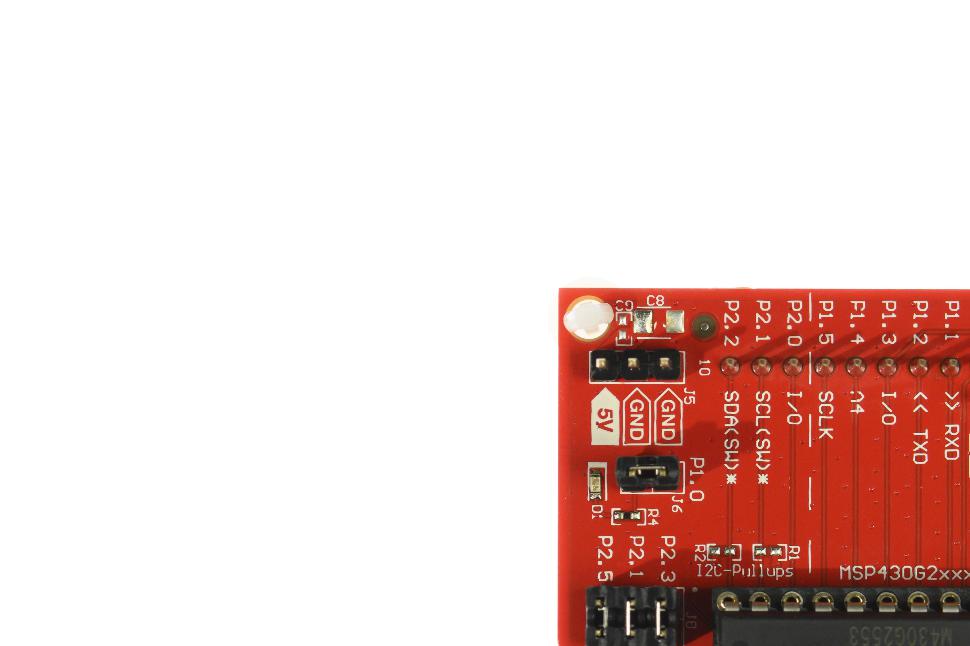 C9
C8
P2.2
P2.1
P2.0
P1.5
P1.4
P1.3
P1.2
P1.1
10
J5
5V
GND
GND
SDA(SW)*
SCL(SW)*
I/O
SCLK
A4
I/O
<< TXD
>> RXD
P1.0
J6
D1
R4
P2.5
P2.1
P2.3
R2
R1
I2C-Pullups
MSP430G2xxx
J8
M430G2553